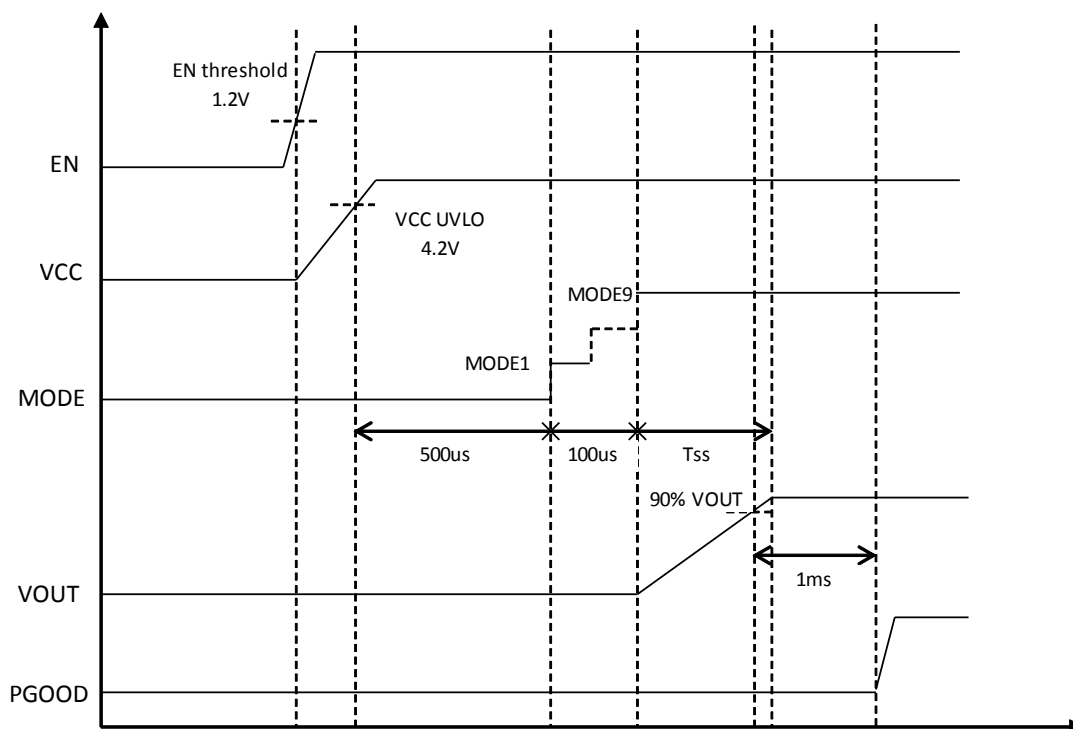 EN threshold
1.2V
EN
VCC UVLO
4.2V
VCC
MODE9
MODE1
MODE
500us
100us
Tss
90% VOUT
1ms
VOUT
PGOOD